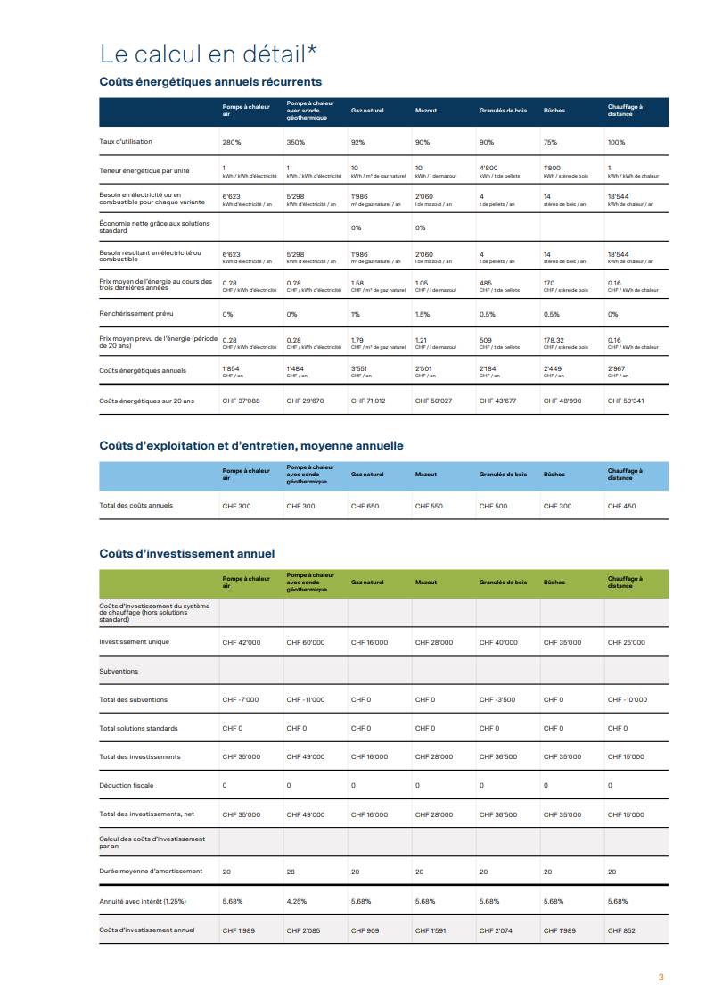 Le calcul en détail*
Coûts énergétiques annuels récurrents
Pompe à chaleur air | Pompe à chaleur avec sonde géothermique | Gaz naturel | Mazout | Granulés de bois | Bûches | Chauffage à distance
Taux d'utilisation 280% 350% 92% 90% 90% 75% 100%
Teneur énergétique par unité 1 1 10 10 4'800 1'800 1
kWh / kWh d'électricité kWh / kWh d'électricité kWh / m³ de gaz naturel kWh / l de mazout kWh / t de pellets kWh / stère de bois kWh / kWh de chaleur
Besoin en électricité ou en combustible pour chaque variante 6'623 5'298 1'986 2'060 4 14 18'544
kWh d'électricité / an kWh d'électricité / an m³ de gaz naturel / an l de mazout / an t de pellets / an stères de bois / an kWh de chaleur / an
Économie nette grâce aux solutions standard 0% 0%
Besoin résultant en électricité ou combustible 6'623 5'298 1'986 2'060 4 14 18'544
kWh d'électricité / an kWh d'électricité / an m³ de gaz naturel / an l de mazout / an t de pellets / an stères de bois / an kWh de chaleur / an
Prix moyen de l'énergie au cours des trois dernières années 0.28 0.28 1.58 1.05 485 170 0.16
CHF / kWh d'électricité CHF / kWh d'électricité CHF / m³ de gaz naturel CHF / l de mazout CHF / t de pellets CHF / stère de bois CHF / kWh de chaleur
Renchérissement prévu 0% 0% 1% 1.5% 0.5% 0.5% 0%
Prix moyen prévu de l'énergie (période de 20 ans) 0.28 0.28 1.79 1.21 509 178.32 0.16
CHF / kWh d'électricité CHF / kWh d'électricité CHF / m³ de gaz naturel CHF / l de mazout CHF / t de pellets CHF / stère de bois CHF / kWh de chaleur
Coûts énergétiques annuels 1'854 1'484 3'551 2'501 2'184 2'449 2'967
CHF / an CHF / an CHF / an CHF / an CHF / an CHF / an CHF / an
Coûts énergétiques sur 20 ans CHF 37'088 CHF 29'670 CHF 71'012 CHF 50'027 CHF 43'677 CHF 48'990 CHF 59'341
Coûts d'exploitation et d'entretien, moyenne annuelle
Pompe à chaleur air | Pompe à chaleur avec sonde géothermique | Gaz naturel | Mazout | Granulés de bois | Bûches | Chauffage à distance
Total des coûts annuels CHF 300 CHF 300 CHF 650 CHF 550 CHF 500 CHF 300 CHF 450
Coûts d'investissement annuel
Pompe à chaleur air | Pompe à chaleur avec sonde géothermique | Gaz naturel | Mazout | Granulés de bois | Bûches | Chauffage à distance
Coûts d'investissement du système de chauffage (hors solutions standard)
Investissement unique CHF 42'000 CHF 60'000 CHF 16'000 CHF 28'000 CHF 40'000 CHF 35'000 CHF 25'000
Subventions
Total des subventions CHF -7'000 CHF -11'000 CHF 0 CHF 0 CHF -3'500 CHF 0 CHF -10'000
Total solutions standards CHF 0 CHF 0 CHF 0 CHF 0 CHF 0 CHF 0 CHF 0
Total des investissements CHF 35'000 CHF 49'000 CHF 16'000 CHF 28'000 CHF 36'500 CHF 35'000 CHF 15'000
Déduction fiscale 0 0 0 0 0 0 0
Total des investissements, net CHF 35'000 CHF 49'000 CHF 16'000 CHF 28'000 CHF 36'500 CHF 35'000 CHF 15'000
Calcul des coûts d'investissement par an
Durée moyenne d'amortissement 20 28 20 20 20 20 20
Annuité avec intérêt (1.25%) 5.68% 4.25% 5.68% 5.68% 5.68% 5.68% 5.68%
Coûts d'investissement annuel CHF 1'989 CHF 2'085 CHF 909 CHF 1'591 CHF 2'074 CHF 1'989 CHF 852
3